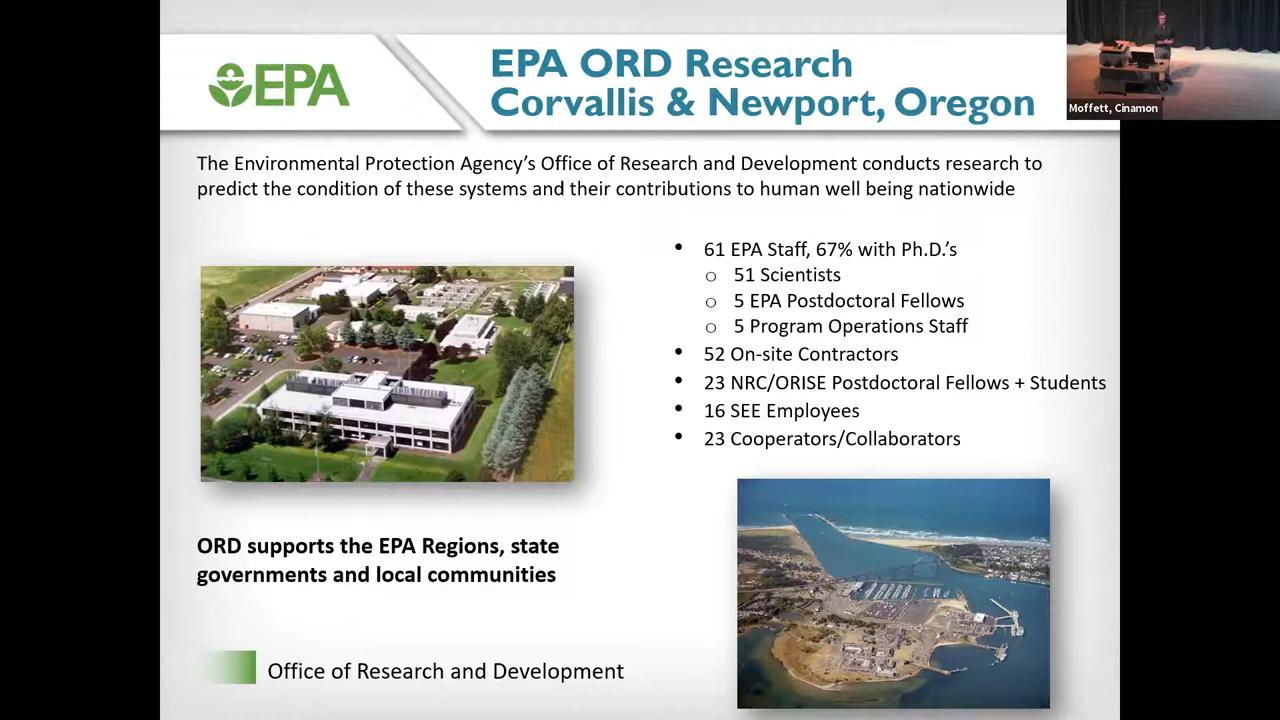 EPA
EPA ORD Research
Corvallis & Newport, Oregon
Moffett, Cinamon
The Environmental Protection Agency’s Office of Research and Development conducts research to
predict the condition of these systems and their contributions to human well being nationwide
• 61 EPA Staff, 67% with Ph.D.’s
o 51 Scientists
o 5 EPA Postdoctoral Fellows
o 5 Program Operations Staff
• 52 On-site Contractors
• 23 NRC/ORISE Postdoctoral Fellows + Students
• 16 SEE Employees
• 23 Cooperators/Collaborators
ORD supports the EPA Regions, state
governments and local communities
Office of Research and Development